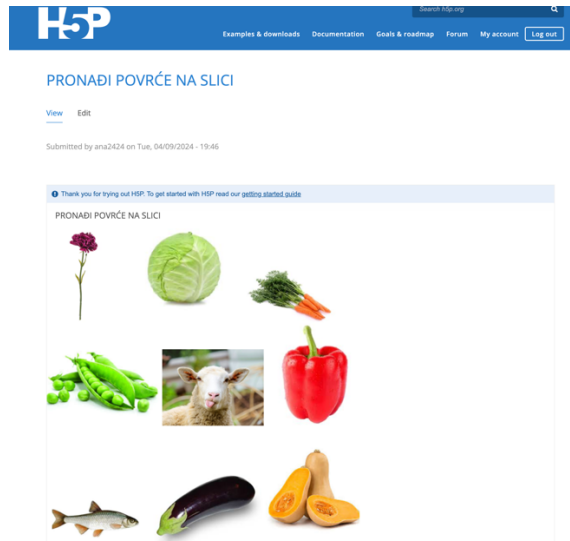 H5P
Search h5p.org
Examples & downloads Documentation Goals & roadmap Forum My account Log out
PRONAĐI POVRĆE NA SLICI
View Edit
Submitted by ana2424 on Tue, 04/09/2024 - 19:46
Thank you for trying out H5P. To get started with H5P read our getting started guide
PRONAĐI POVRĆE NA SLICI